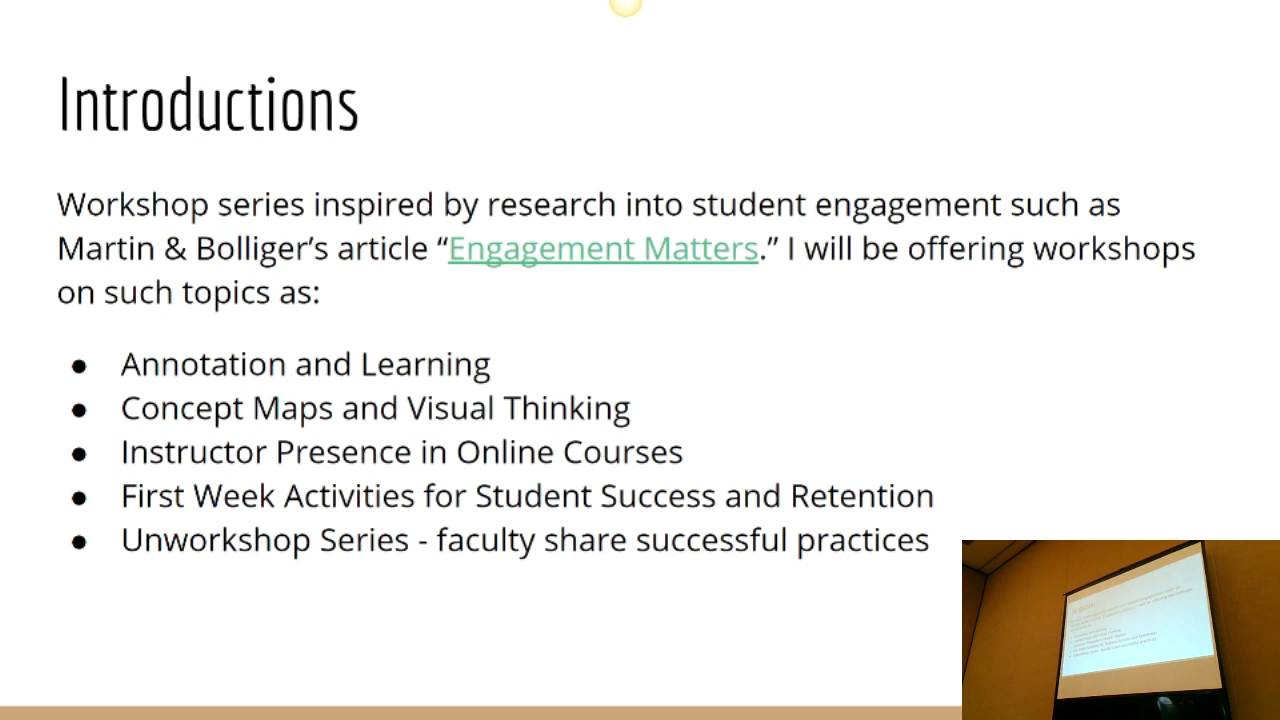 Introductions
Workshop series inspired by research into student engagement such as
Martin & Bolliger’s article “Engagement Matters.” I will be offering workshops
on such topics as:
● Annotation and Learning
● Concept Maps and Visual Thinking
● Instructor Presence in Online Courses
● First Week Activities for Student Success and Retention
● Unworkshop Series - faculty share successful practices